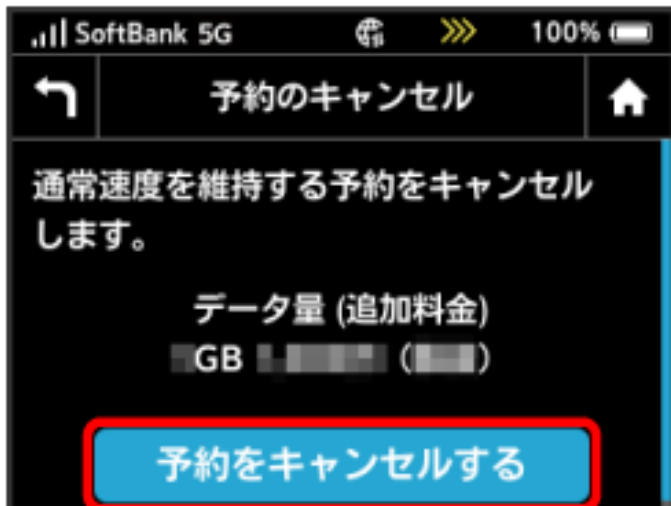 SoftBank 5G 100%
予約のキャンセル
通常速度を維持する予約をキャンセル
します。
データ量 (追加料金)
GB ( )
予約をキャンセルする